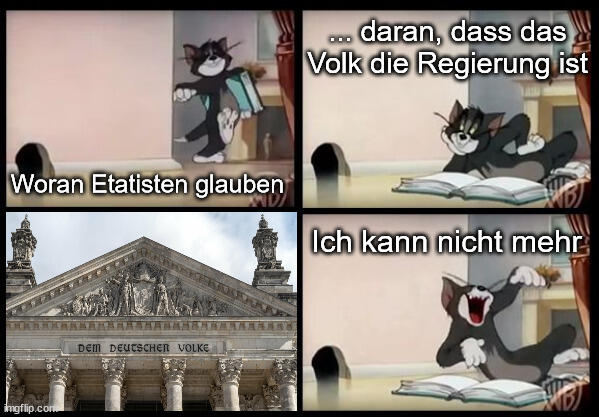 Woran Etatisten glauben
... daran, dass das
Volk die Regierung ist
DEM DEUTSCHEN VOLKE
Ich kann nicht mehr
imgflip.com